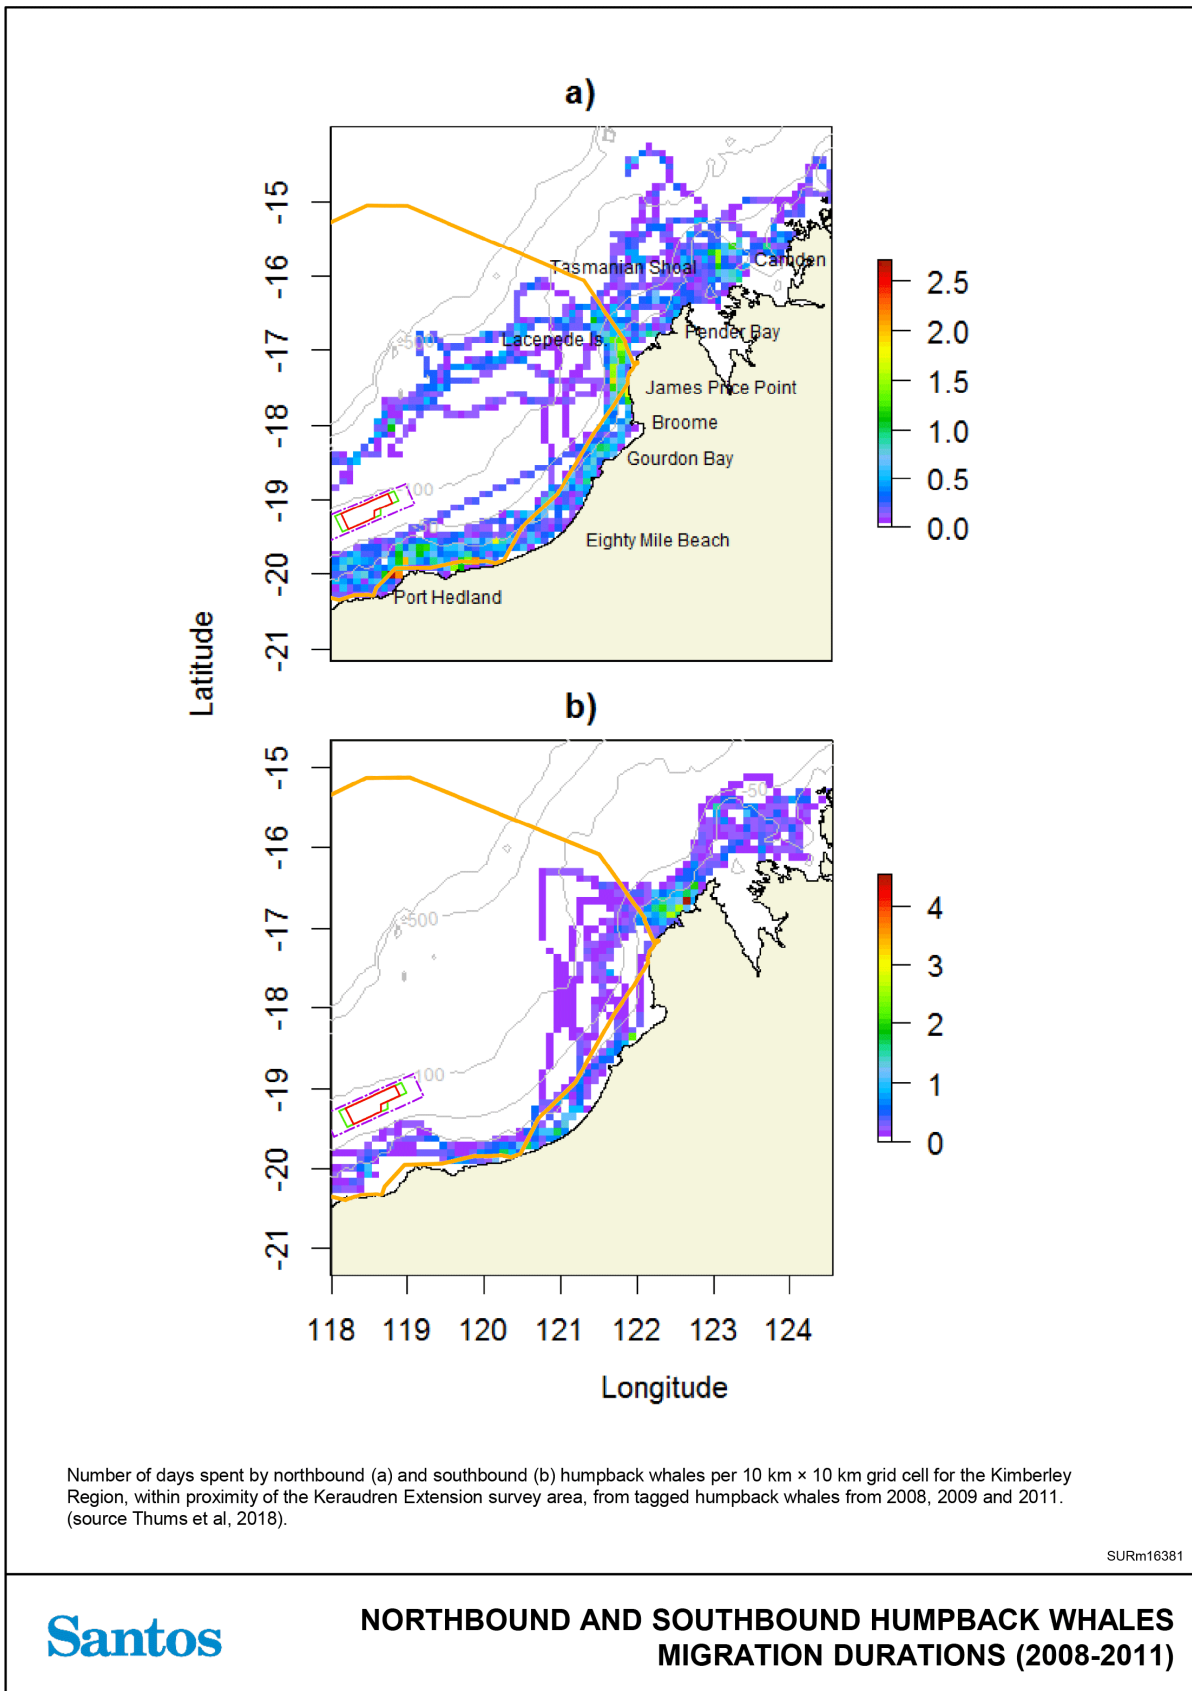 a)
-15
-16
-17
-18
-19
-20
-21
Tasmanian Shoal
Camden
Lacepede Is
Pender Bay
James Price Point
Broome
Gourdon Bay
Eighty Mile Beach
Port Hedland
-500
-100
-50
2.5
2.0
1.5
1.0
0.5
0.0
Latitude
b)
-15
-16
-17
-18
-19
-20
-21
-50
-500
-100
4
3
2
1
0
118 119 120 121 122 123 124
Longitude
Number of days spent by northbound (a) and southbound (b) humpback whales per 10 km × 10 km grid cell for the Kimberley
Region, within proximity of the Keraudren Extension survey area, from tagged humpback whales from 2008, 2009 and 2011.
(source Thums et al, 2018).
SURm16381
Santos
NORTHBOUND AND SOUTHBOUND HUMPBACK WHALES
MIGRATION DURATIONS (2008-2011)